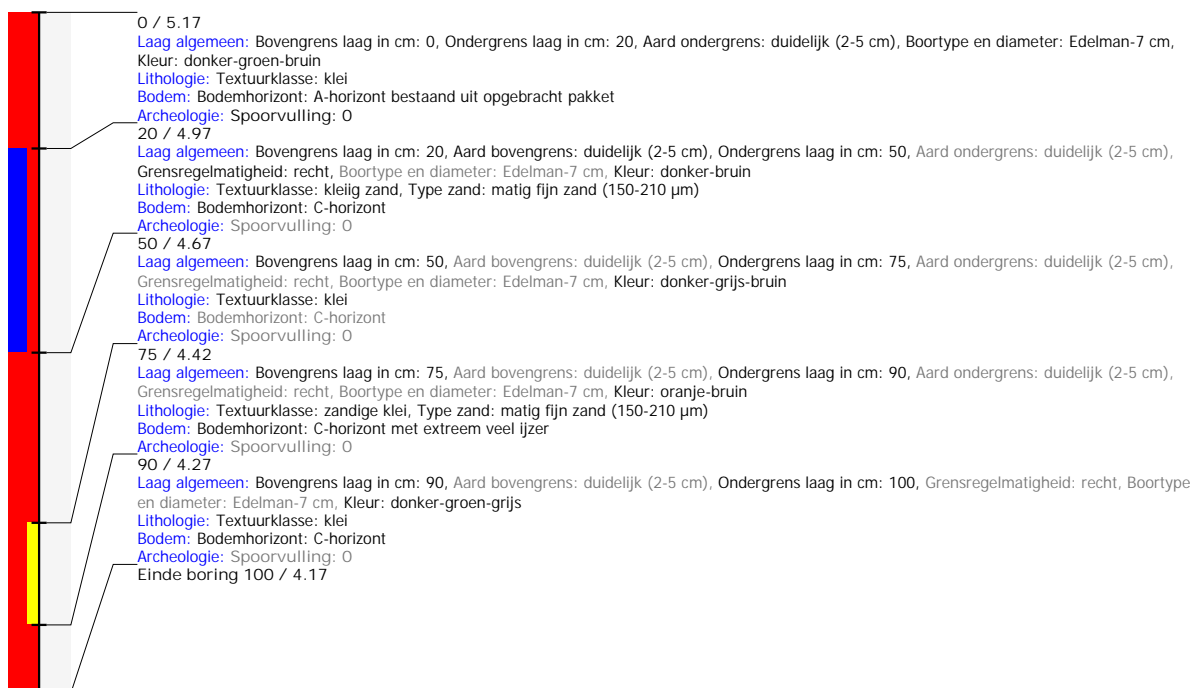 0 / 5.17
Laag algemeen: Bovengrens laag in cm: 0, Ondergrens laag in cm: 20, Aard ondergrens: duidelijk (2-5 cm), Boortype en diameter: Edelman-7 cm,
Kleur: donker-groen-bruin
Lithologie: Textuurklasse: klei
Bodem: Bodemhorizont: A-horizont bestaand uit opgebracht pakket
Archeologie: Spoorvulling: 0
20 / 4.97
Laag algemeen: Bovengrens laag in cm: 20, Aard bovengrens: duidelijk (2-5 cm), Ondergrens laag in cm: 50, Aard ondergrens: duidelijk (2-5 cm),
Grensregelmatigheid: recht, Boortype en diameter: Edelman-7 cm, Kleur: donker-bruin
Lithologie: Textuurklasse: kleiig zand, Type zand: matig fijn zand (150-210 µm)
Bodem: Bodemhorizont: C-horizont
Archeologie: Spoorvulling: 0
50 / 4.67
Laag algemeen: Bovengrens laag in cm: 50, Aard bovengrens: duidelijk (2-5 cm), Ondergrens laag in cm: 75, Aard ondergrens: duidelijk (2-5 cm),
Grensregelmatigheid: recht, Boortype en diameter: Edelman-7 cm, Kleur: donker-grijs-bruin
Lithologie: Textuurklasse: klei
Bodem: Bodemhorizont: C-horizont
Archeologie: Spoorvulling: 0
75 / 4.42
Laag algemeen: Bovengrens laag in cm: 75, Aard bovengrens: duidelijk (2-5 cm), Ondergrens laag in cm: 90, Aard ondergrens: duidelijk (2-5 cm),
Grensregelmatigheid: recht, Boortype en diameter: Edelman-7 cm, Kleur: oranje-bruin
Lithologie: Textuurklasse: zandige klei, Type zand: matig fijn zand (150-210 µm)
Bodem: Bodemhorizont: C-horizont met extreem veel ijzer
Archeologie: Spoorvulling: 0
90 / 4.27
Laag algemeen: Bovengrens laag in cm: 90, Aard bovengrens: duidelijk (2-5 cm), Ondergrens laag in cm: 100, Grensregelmatigheid: recht, Boortype
en diameter: Edelman-7 cm, Kleur: donker-groen-grijs
Lithologie: Textuurklasse: klei
Bodem: Bodemhorizont: C-horizont
Archeologie: Spoorvulling: 0
Einde boring 100 / 4.17